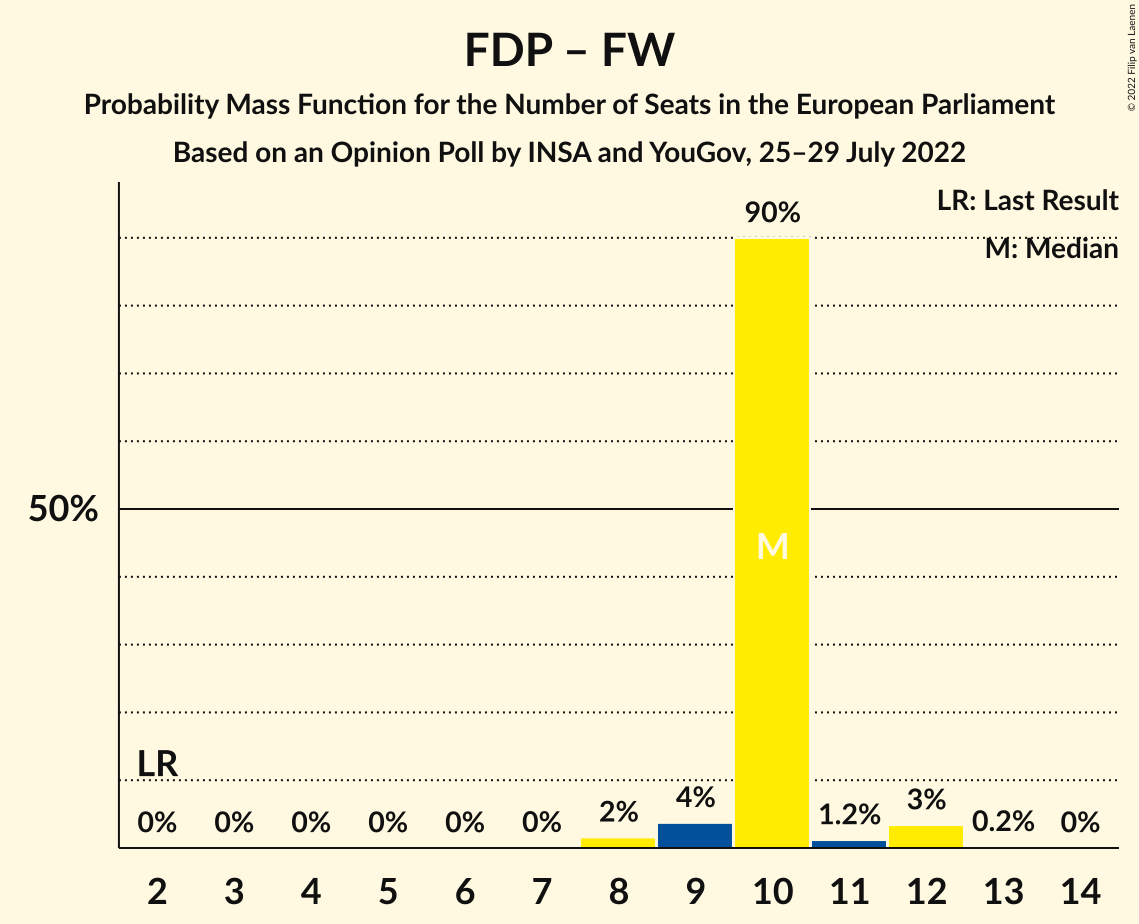 FDP – FW
Probability Mass Function for the Number of Seats in the European Parliament
Based on an Opinion Poll by INSA and YouGov, 25–29 July 2022
© 2022 Filip van Laenen
LR: Last Result
M: Median
90%
50%
M
LR
0% 0% 0% 0% 0% 0% 2% 4% 1.2% 3% 0.2% 0%
2 3 4 5 6 7 8 9 10 11 12 13 14